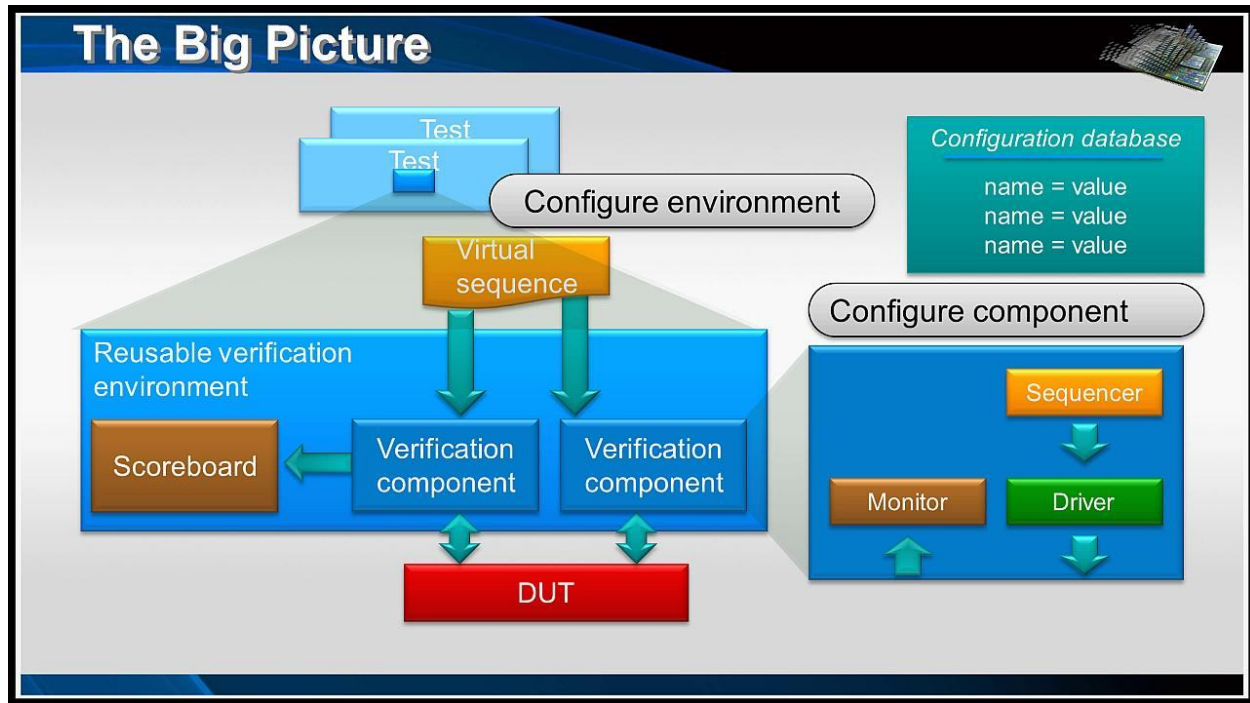 The Big Picture
Test
Test
Configure environment
Configuration database
name = value
name = value
name = value
Virtual
sequence
Configure component
Reusable verification
environment
Scoreboard
Verification
component
Verification
component
DUT
Sequencer
Monitor
Driver